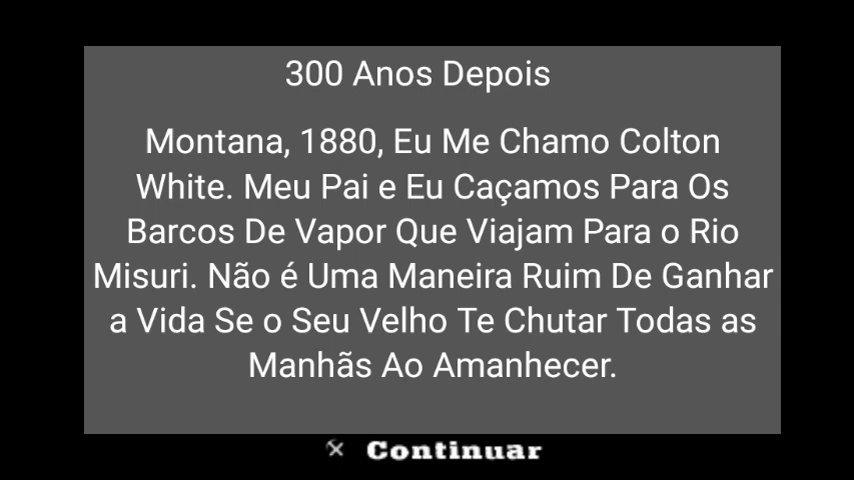 300 Anos Depois
Montana, 1880, Eu Me Chamo Colton
White. Meu Pai e Eu Caçamos Para Os
Barcos De Vapor Que Viajam Para o Rio
Misuri. Não é Uma Maneira Ruim De Ganhar
a Vida Se o Seu Velho Te Chutar Todas as
Manhãs Ao Amanhecer.
Continuar